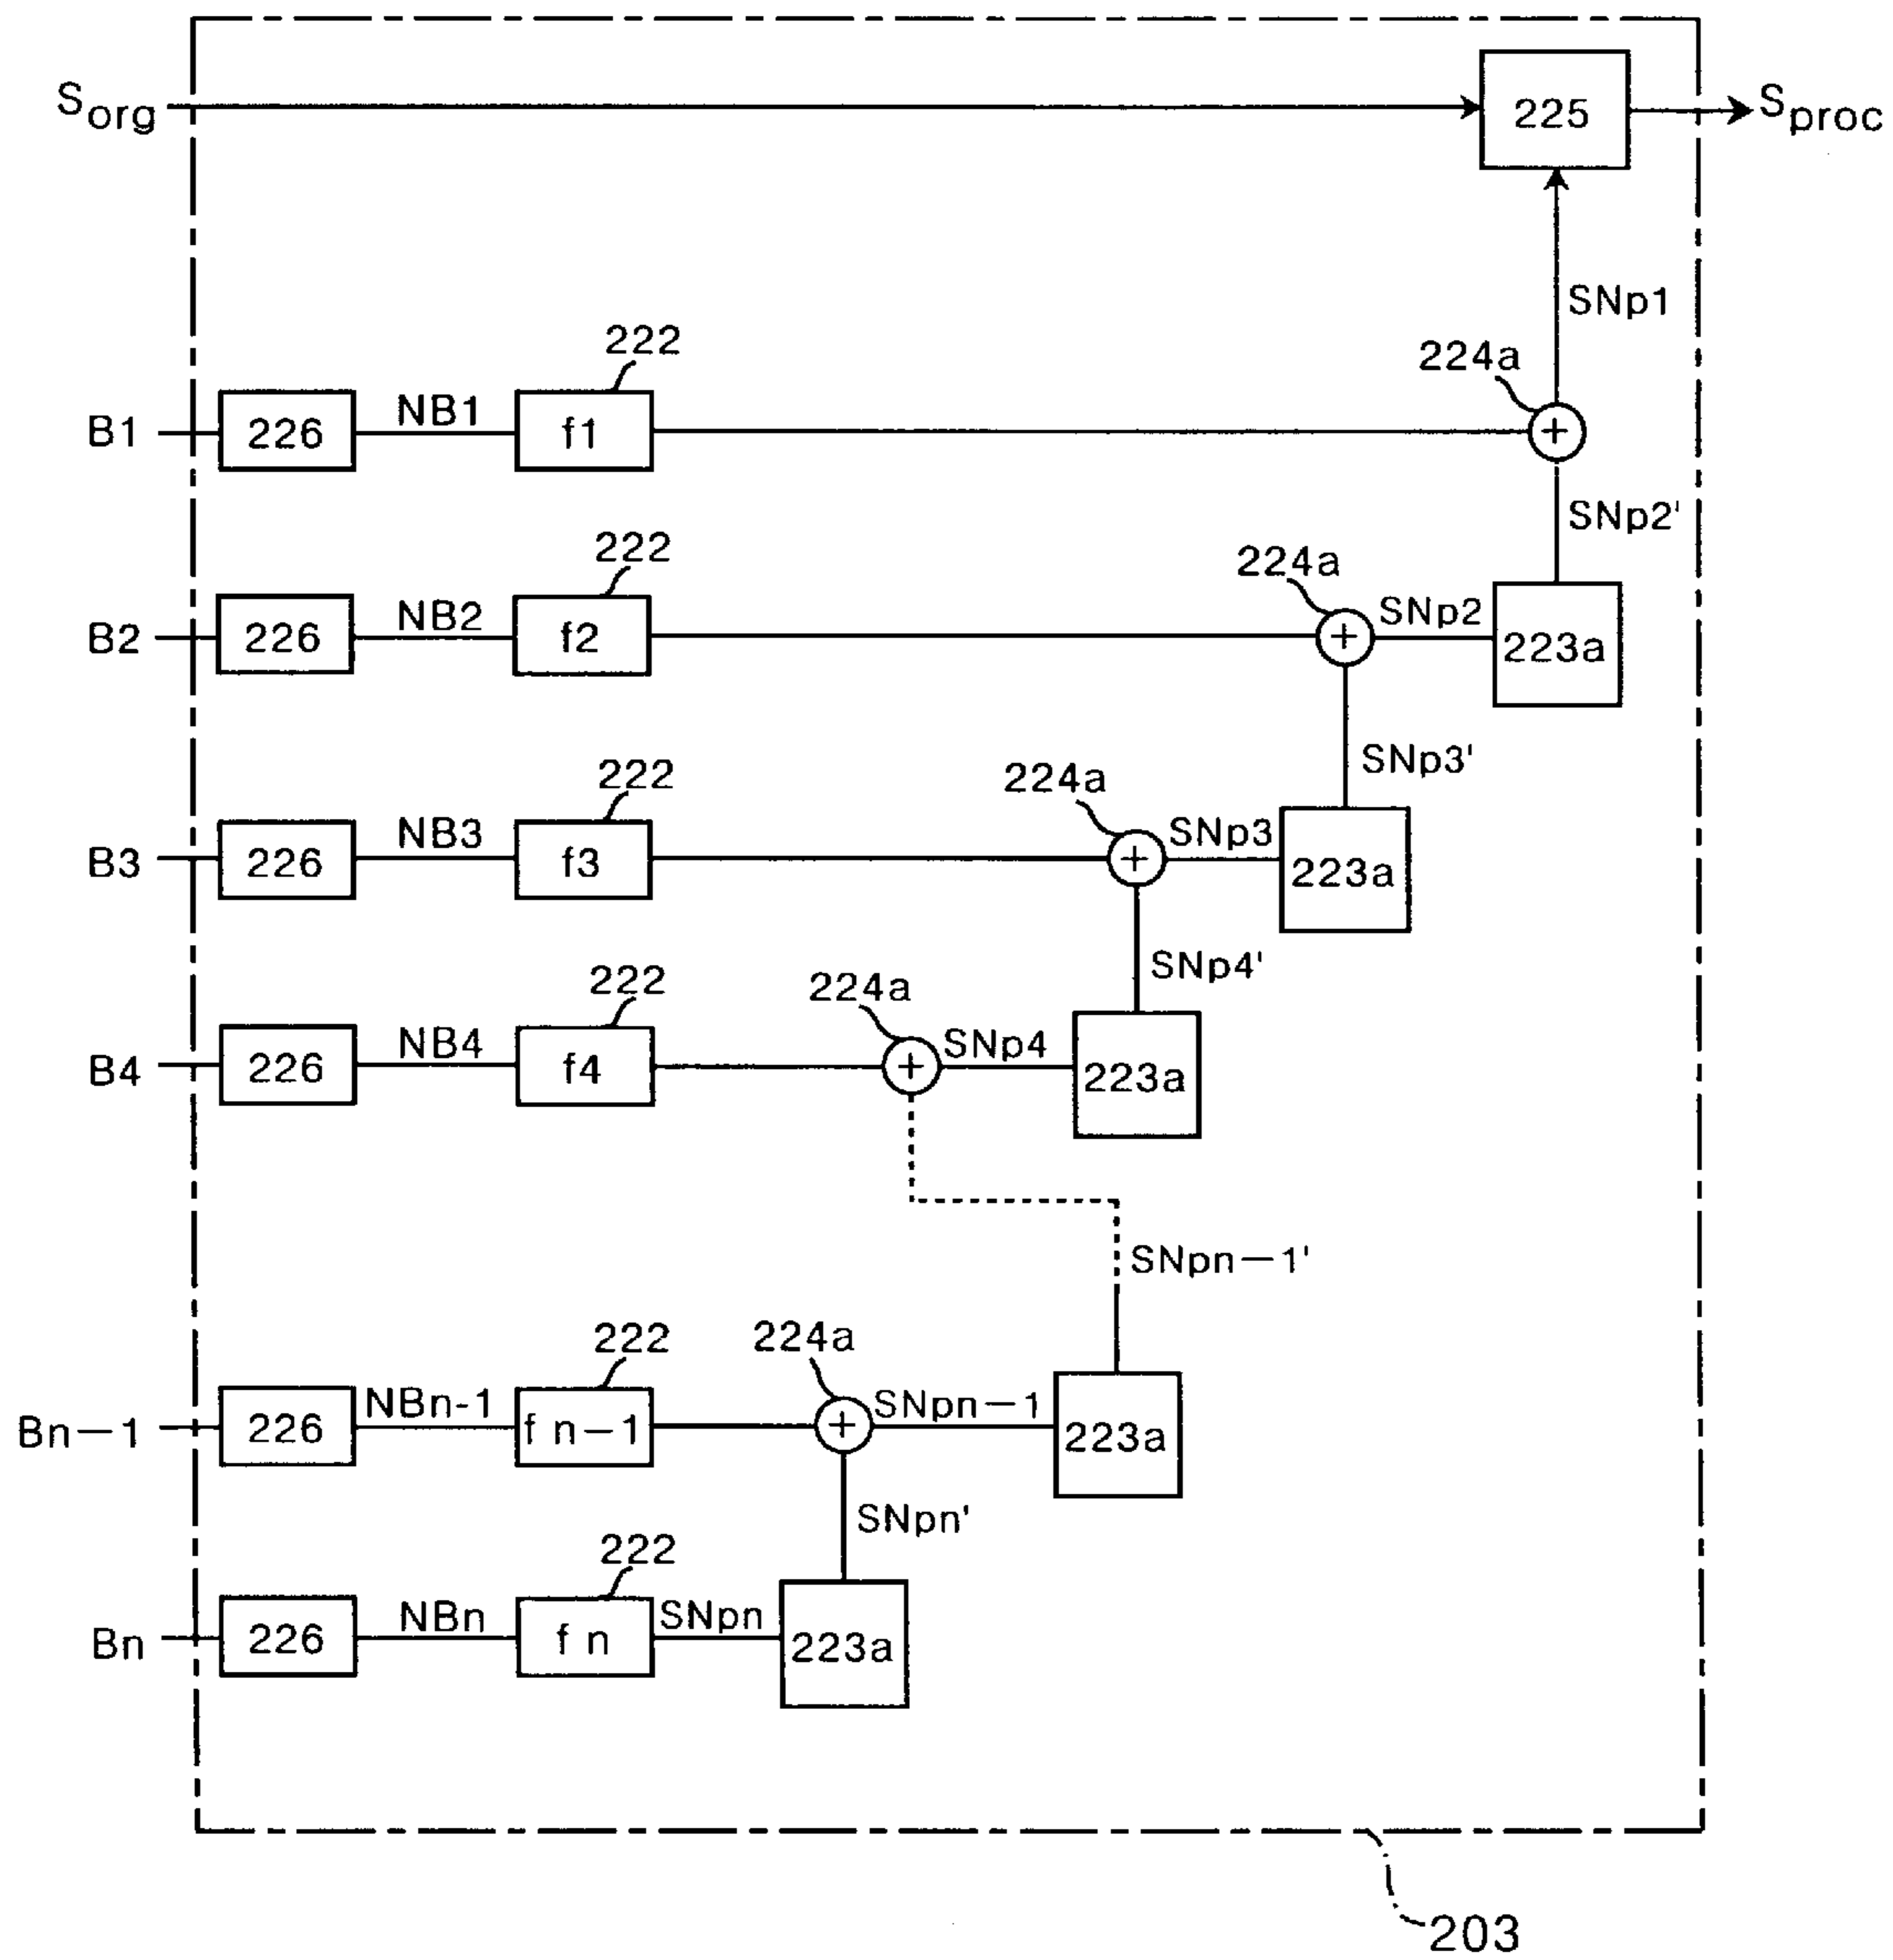 Sorg
225
Sproc
SNp1
222
224a
B1
226
NB1
f1
+
SNp2'
222
224a
B2
226
NB2
f2
+
SNp2
223a
SNp3'
222
224a
B3
226
NB3
f3
+
SNp3
223a
SNp4'
222
224a
B4
226
NB4
f4
+
SNp4
223a
SNpn−1'
222
224a
Bn−1
226
NBn-1
f n−1
+
SNpn−1
223a
SNpn'
222
Bn
226
NBn
f n
SNpn
223a
203